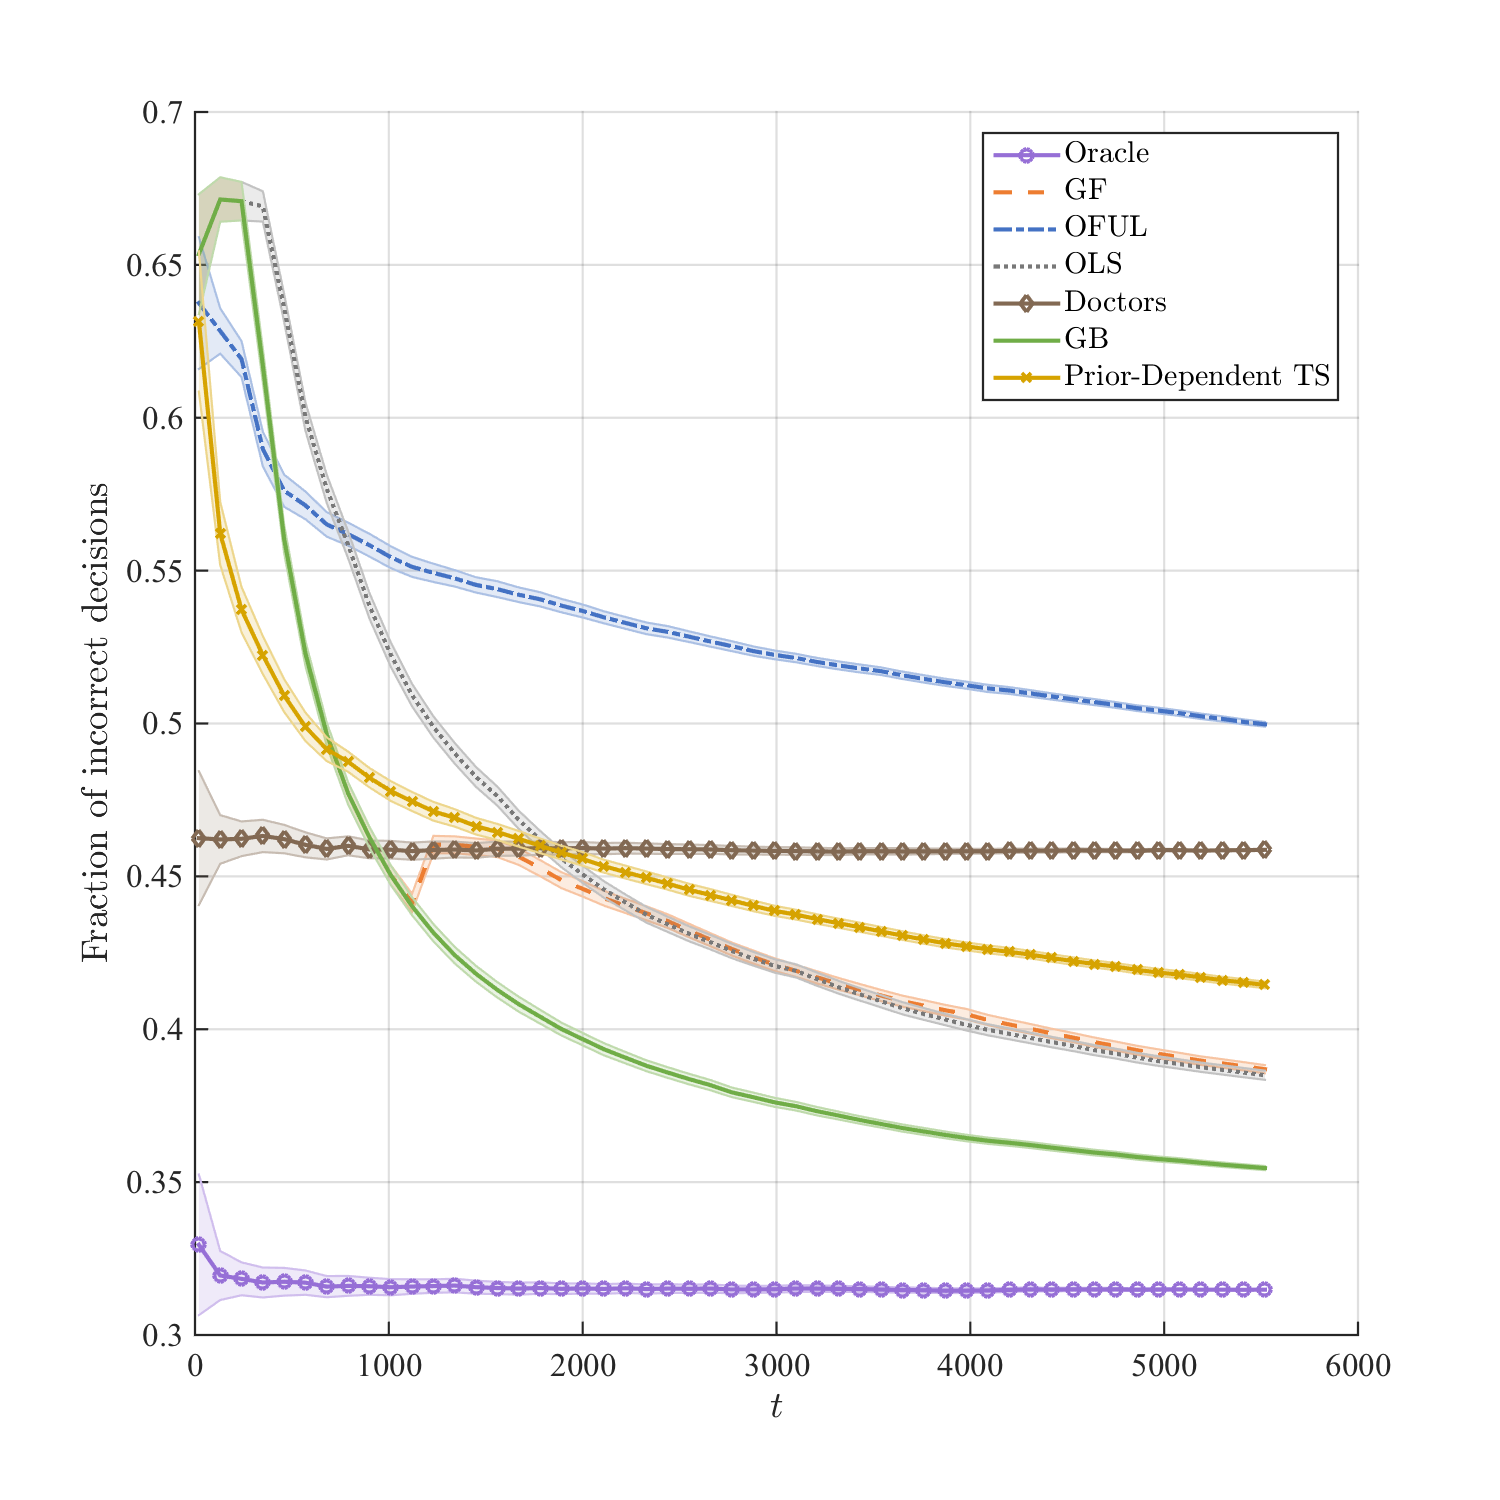 0.7
0.65
0.6
0.55
0.5
0.45
0.4
0.35
0.3
Fraction of incorrect decisions
0 1000 2000 3000 4000 5000 6000
t
Oracle
GF
OFUL
OLS
Doctors
GB
Prior-Dependent TS